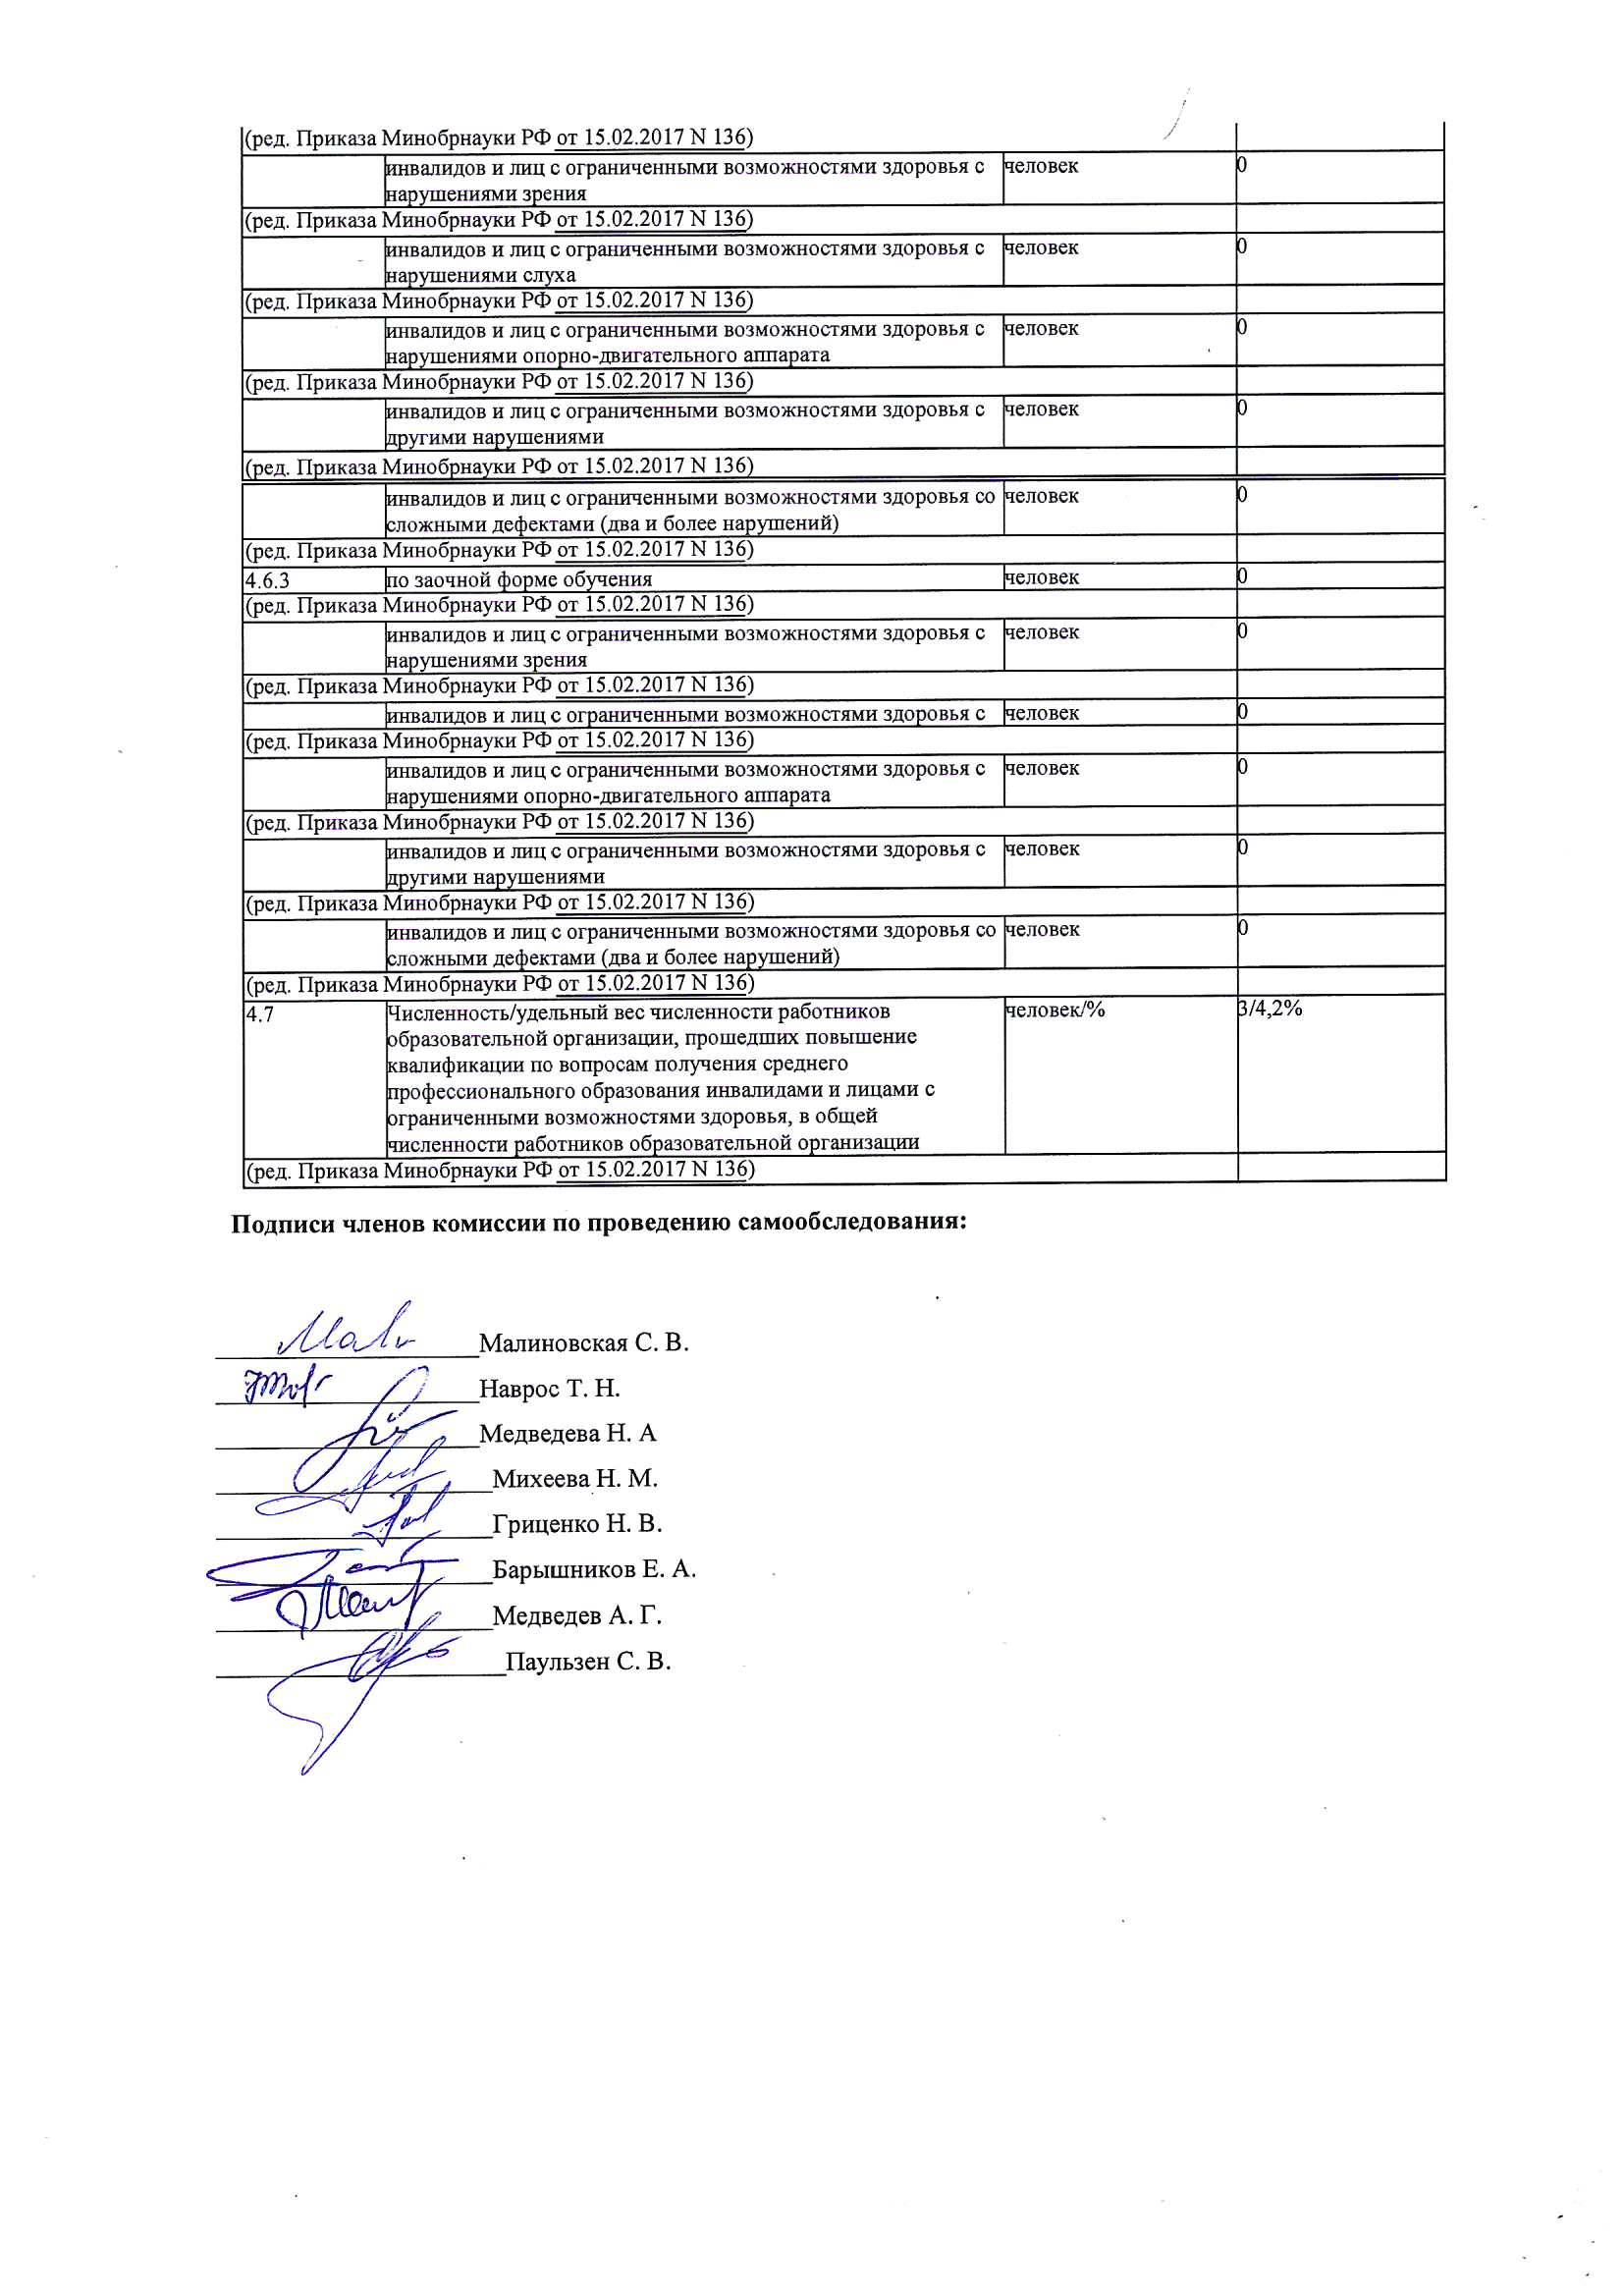 (ред. Приказа Минобрнауки РФ от 15.02.2017 N 136)
инвалидов и лиц с ограниченными возможностями здоровья с человек 0
нарушениями зрения
(ред. Приказа Минобрнауки РФ от 15.02.2017 N 136)
инвалидов и лиц с ограниченными возможностями здоровья с человек 0
нарушениями слуха
(ред. Приказа Минобрнауки РФ от 15.02.2017 N 136)
инвалидов и лиц с ограниченными возможностями здоровья с человек 0
нарушениями опорно-двигательного аппарата
(ред. Приказа Минобрнауки РФ от 15.02.2017 N 136)
инвалидов и лиц с ограниченными возможностями здоровья с человек 0
другими нарушениями
(ред. Приказа Минобрнауки РФ от 15.02.2017 N 136)
инвалидов и лиц с ограниченными возможностями здоровья со человек 0
сложными дефектами (два и более нарушений)
(ред. Приказа Минобрнауки РФ от 15.02.2017 N 136)
4.6.3 по заочной форме обучения человек 0
(ред. Приказа Минобрнауки РФ от 15.02.2017 N 136)
инвалидов и лиц с ограниченными возможностями здоровья с человек 0
нарушениями зрения
(ред. Приказа Минобрнауки РФ от 15.02.2017 N 136)
инвалидов и лиц с ограниченными возможностями здоровья с человек 0
(ред. Приказа Минобрнауки РФ от 15.02.2017 N 136)
инвалидов и лиц с ограниченными возможностями здоровья с человек 0
нарушениями опорно-двигательного аппарата
(ред. Приказа Минобрнауки РФ от 15.02.2017 N 136)
инвалидов и лиц с ограниченными возможностями здоровья с человек 0
другими нарушениями
(ред. Приказа Минобрнауки РФ от 15.02.2017 N 136)
инвалидов и лиц с ограниченными возможностями здоровья со человек 0
сложными дефектами (два и более нарушений)
(ред. Приказа Минобрнауки РФ от 15.02.2017 N 136)
4.7 Численность/удельный вес численности работников человек/% 3/4,2%
образовательной организации, прошедших повышение
квалификации по вопросам получения среднего
профессионального образования инвалидами и лицами с
ограниченными возможностями здоровья, в общей
численности работников образовательной организации
(ред. Приказа Минобрнауки РФ от 15.02.2017 N 136)
Подписи членов комиссии по проведению самообследования:
Малиновская С. В.
Наврос Т. Н.
Медведева Н. А
Михеева Н. М.
Гриценко Н. В.
Барышников Е. А.
Медведев А. Г.
Паульзен С. В.